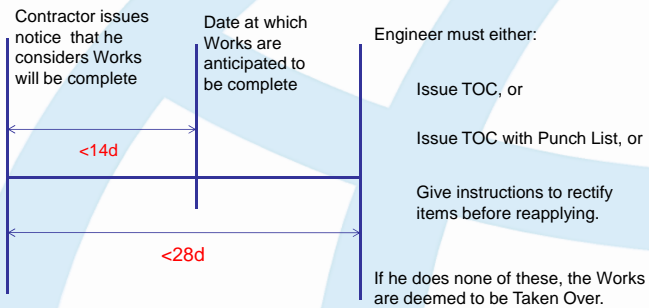 Contractor issues
notice that he
considers Works
will be complete
Date at which
Works are
anticipated to
be complete
Engineer must either:
Issue TOC, or
<14d
Issue TOC with Punch List, or
Give instructions to rectify
items before reapplying.
<28d
If he does none of these, the Works
are deemed to be Taken Over.